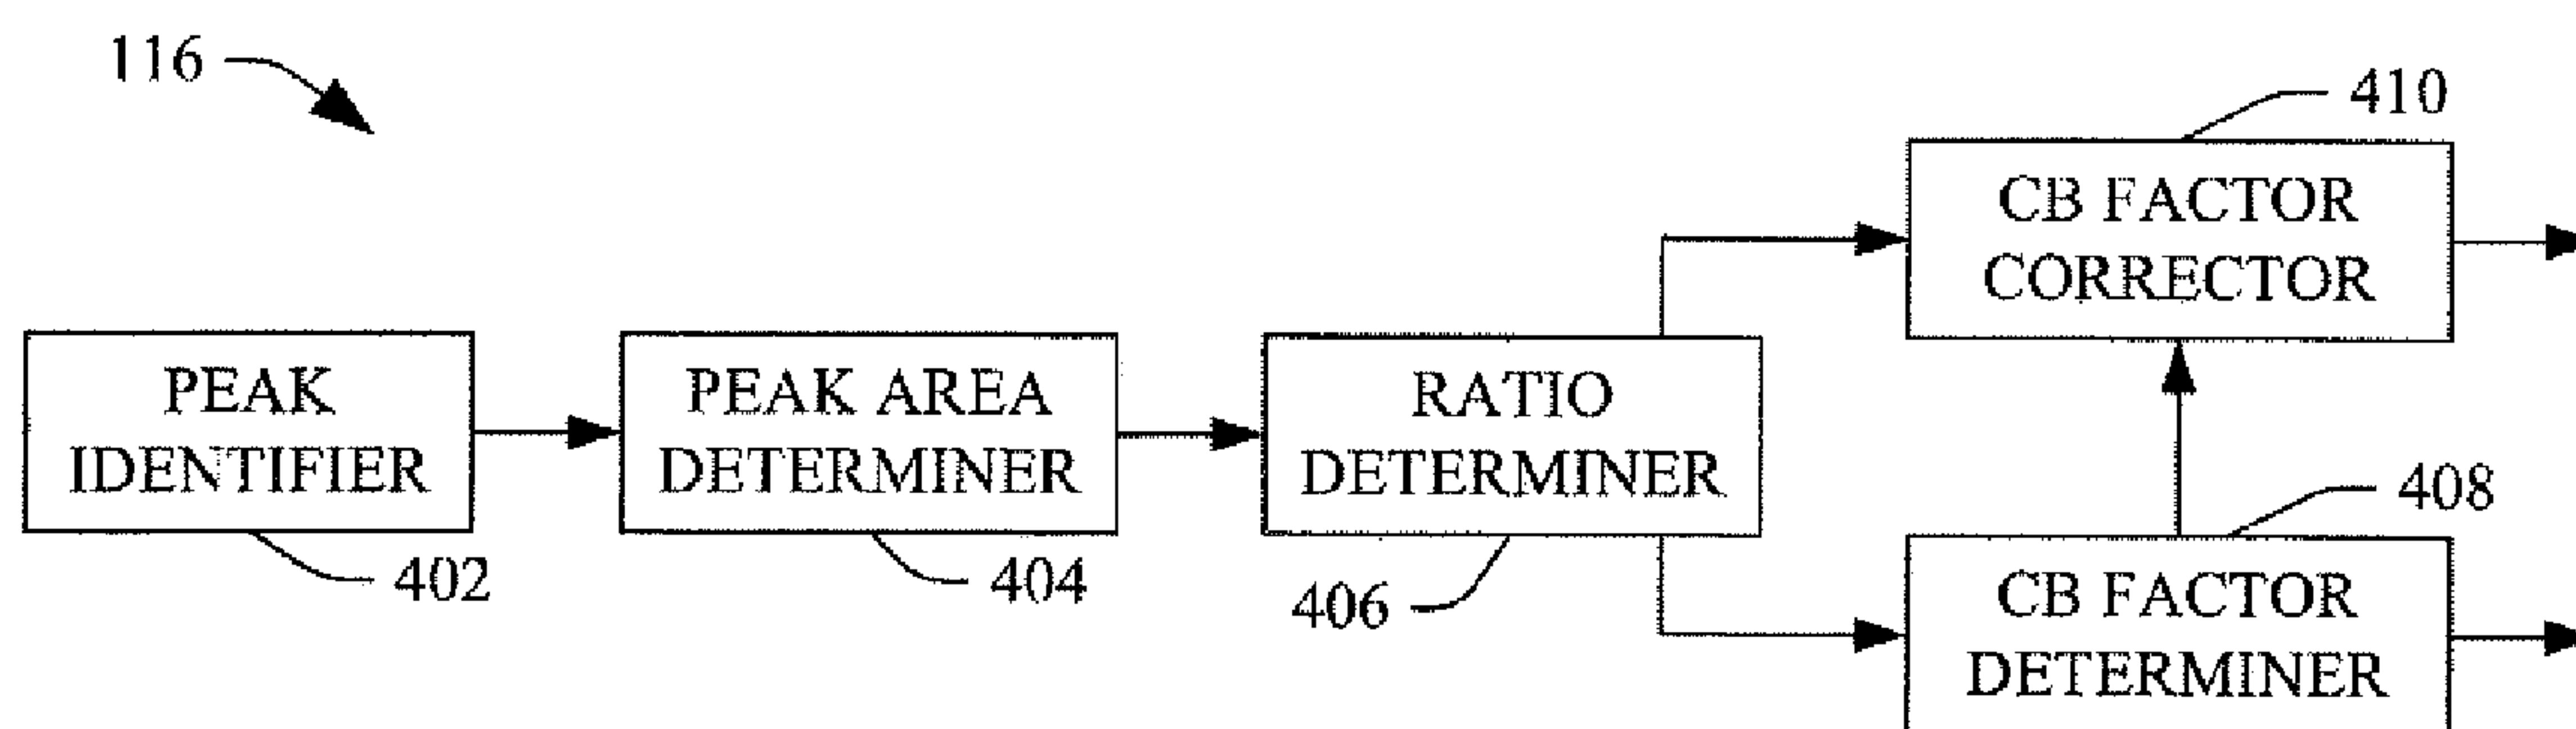 116
410
CB FACTOR
CORRECTOR
PEAK
IDENTIFIER
PEAK AREA
DETERMINER
RATIO
DETERMINER
408
402
404
406
CB FACTOR
DETERMINER